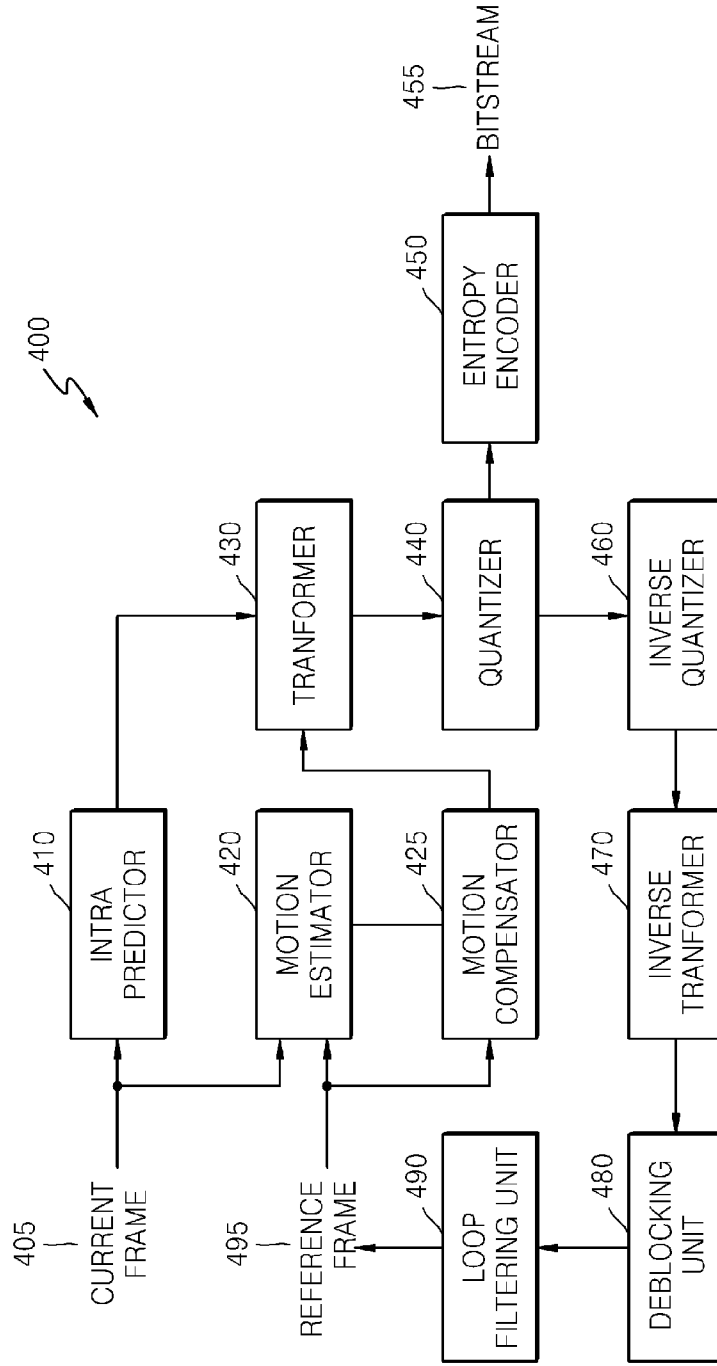 400
405
CURRENT
FRAME
410
INTRA
PREDICTOR
430
TRANFORMER
495
REFERENCE
FRAME
420
MOTION
ESTIMATOR
440
QUANTIZER
450
ENTROPY
ENCODER
455
BITSTREAM
490
LOOP
FILTERING UNIT
425
MOTION
COMPENSATOR
480
DEBLOCKING
UNIT
470
INVERSE
TRANFORMER
460
INVERSE
QUANTIZER